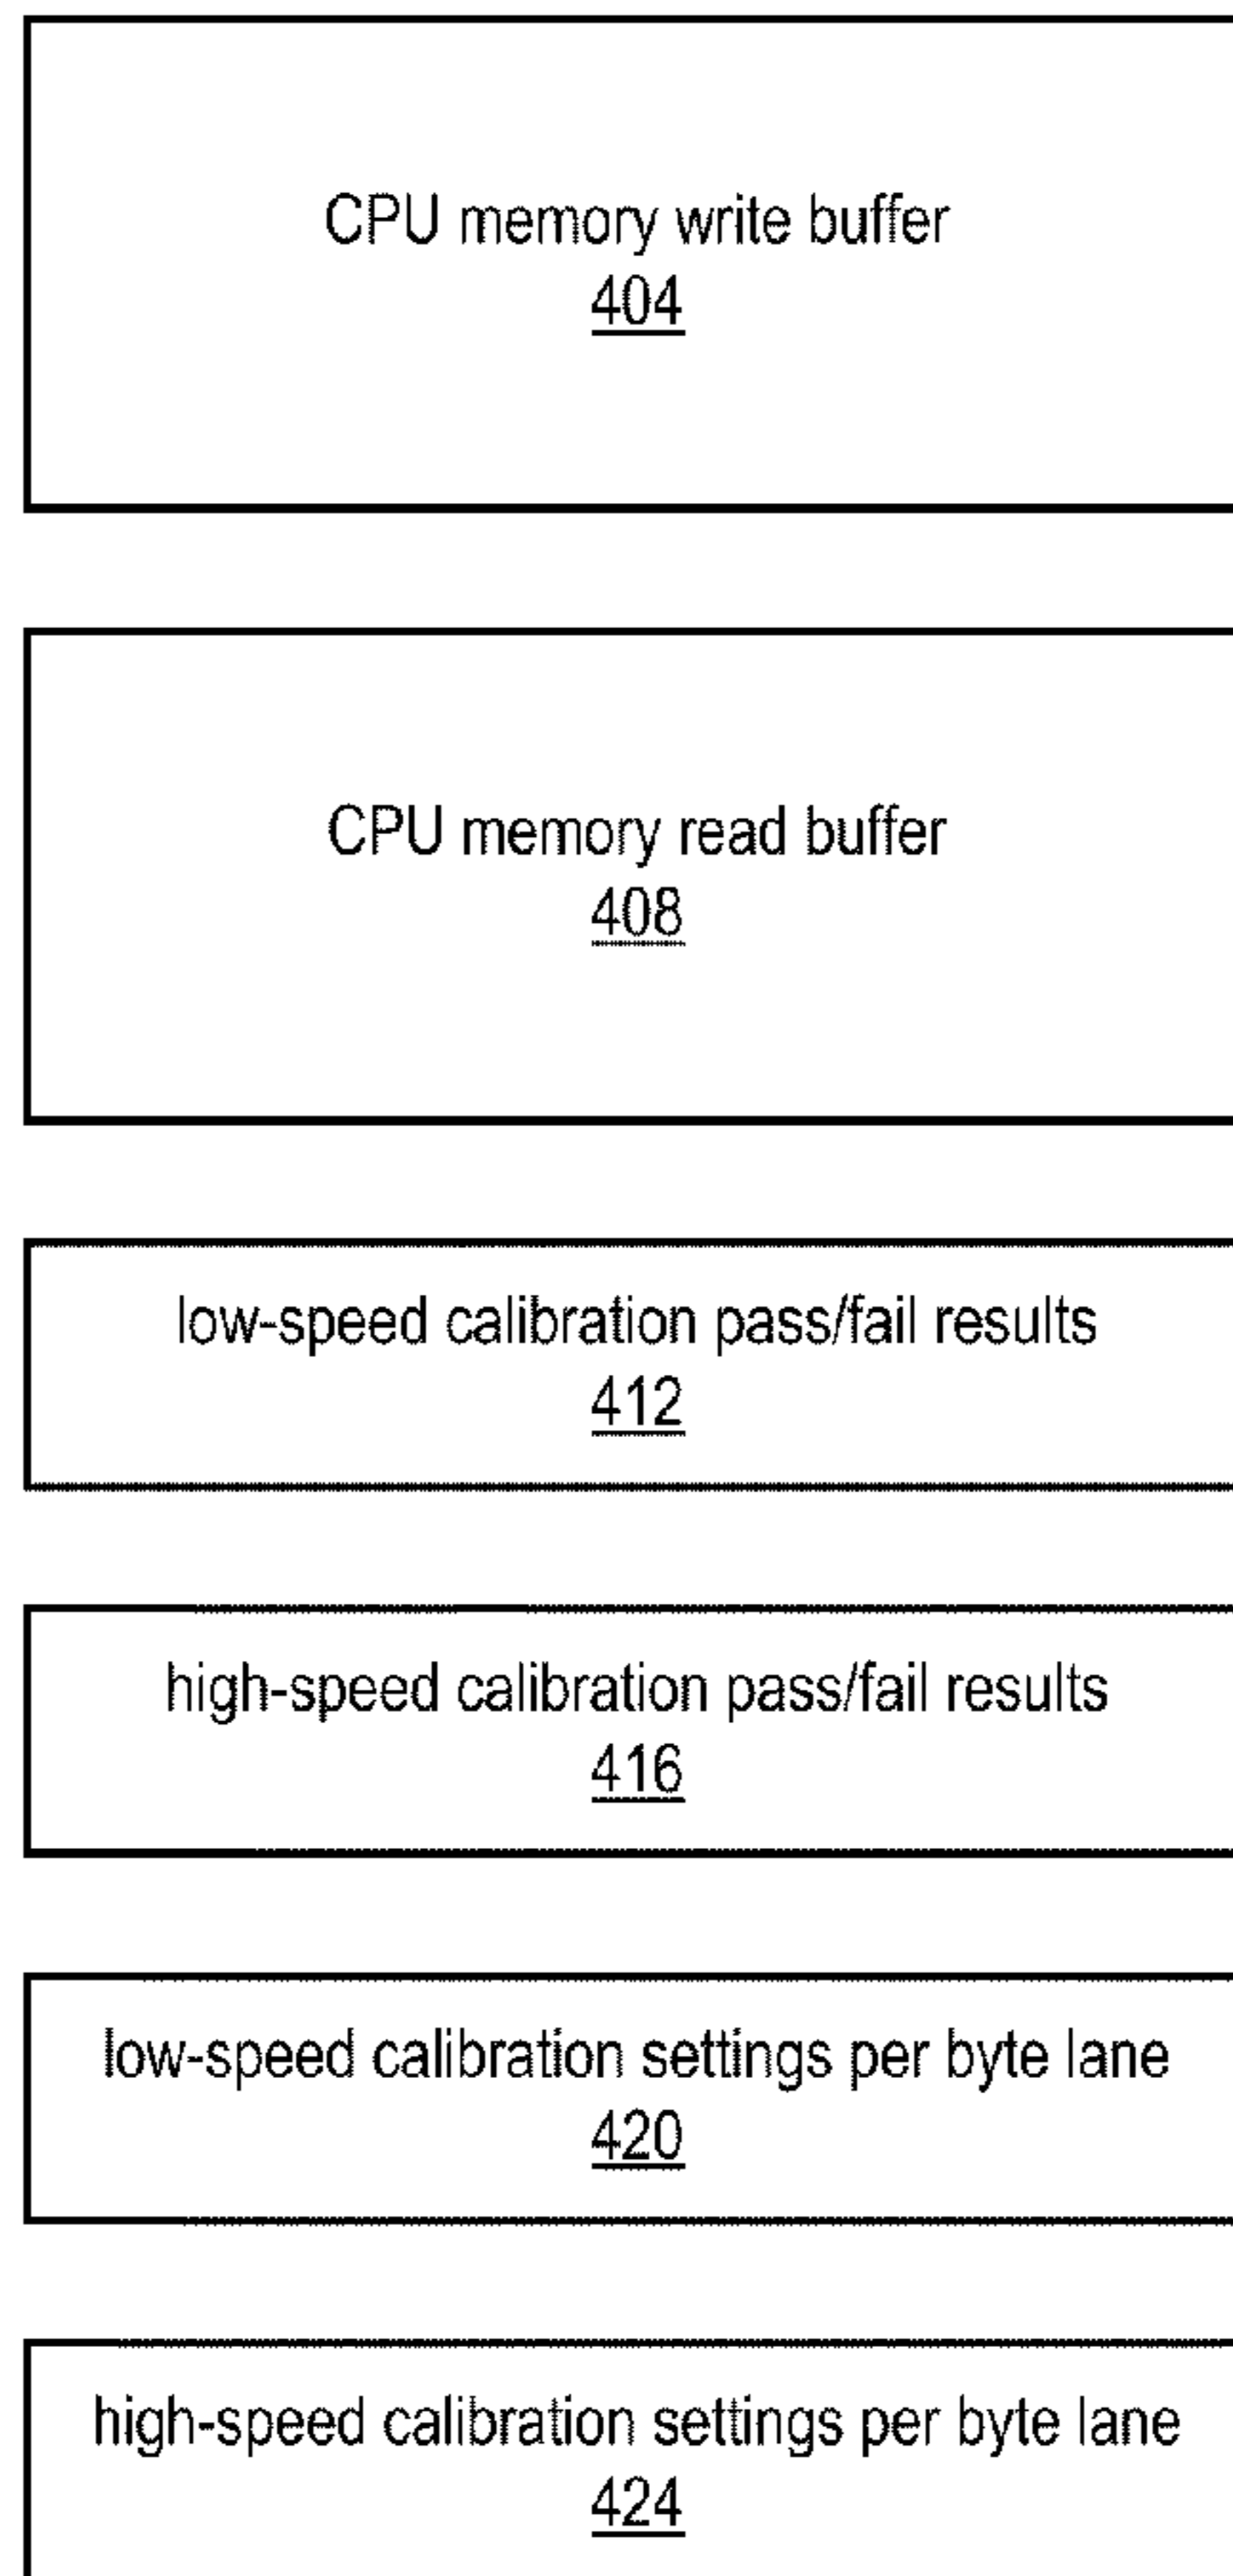 CPU memory write buffer
404
CPU memory read buffer
408
low-speed calibration pass/fail results
412
high-speed calibration pass/fail results
416
low-speed calibration settings per byte lane
420
high-speed calibration settings per byte lane
424